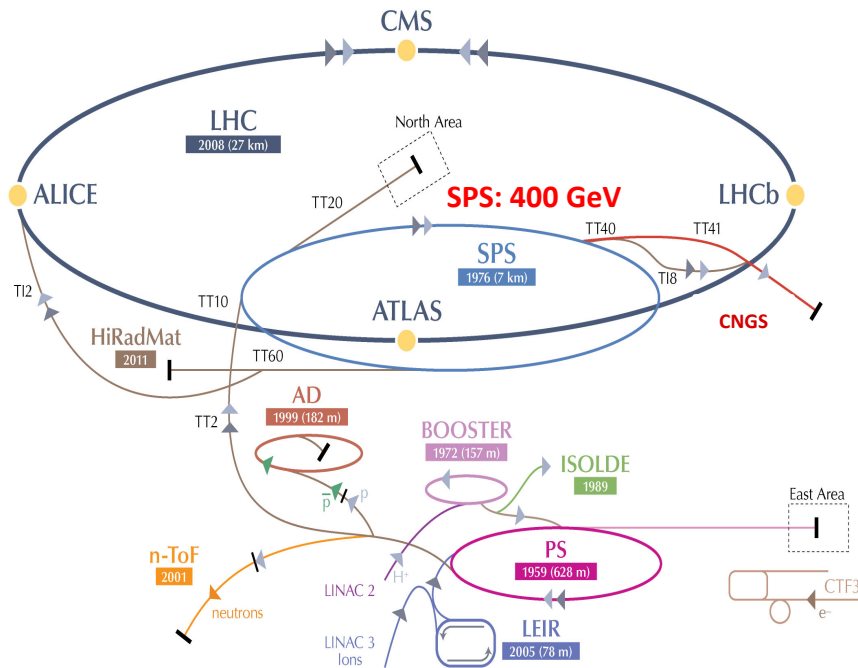 CMS
LHC
2008 (27 km)
North Area
ALICE
TT20
SPS: 400 GeV
LHCb
TT40
TT41
SPS
1976 (7 km)
TI8
TI2
TT10
ATLAS
CNGS
HiRadMat
2011
TT60
AD
1999 (182 m)
TT2
BOOSTER
1972 (157 m)
ISOLDE
1989
p̅
p
East Area
n-ToF
2001
PS
1959 (628 m)
LINAC 2
H⁺
neutrons
CTF3
e⁻
LINAC 3
Ions
LEIR
2005 (78 m)